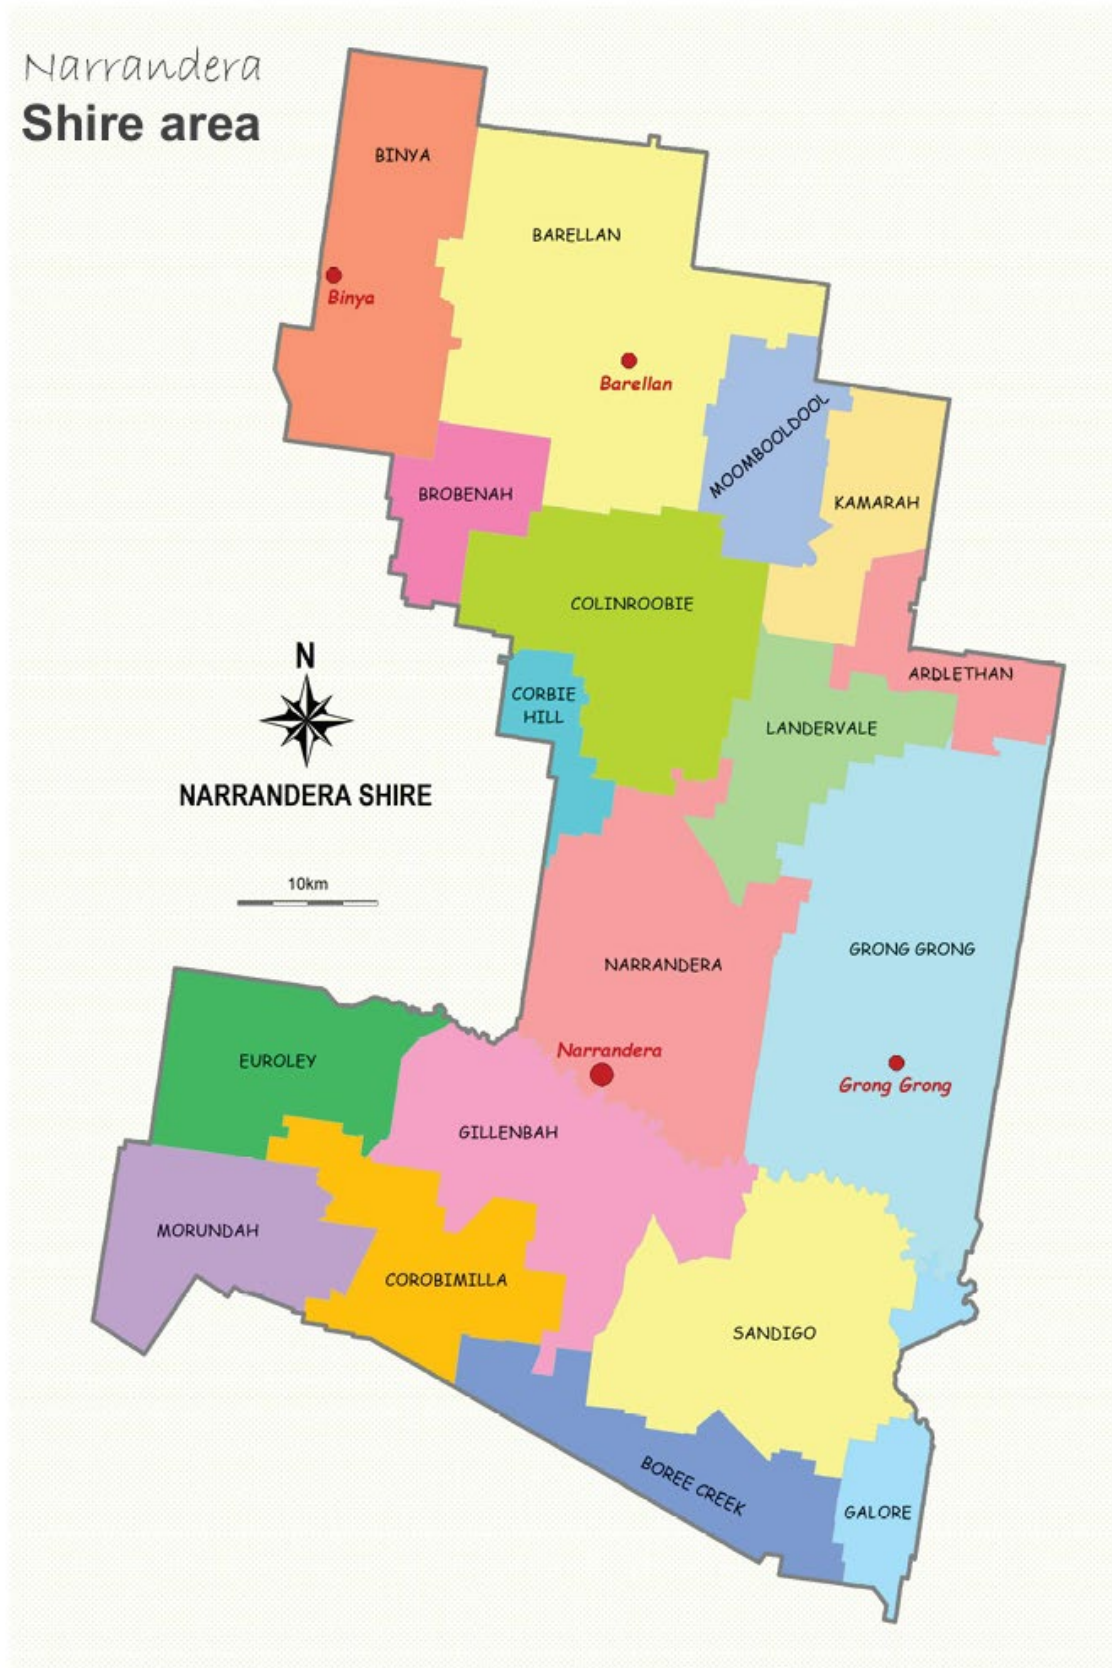 Narrandera
Shire area
BINYA
BARELLAN
Binya
Barellan
MOOMBOOLDOOL
BROBENAH
KAMARAH
COLINROOBIE
N
ARDLETHAN
CORBIE
HILL
LANDERVALE
NARRANDERA SHIRE
10km
GRONG GRONG
NARRANDERA
Narrandera
EUROLEY
Grong Grong
GILLENBAH
MORUNDAH
COROBIMILLA
SANDIGO
BOREE CREEK
GALORE